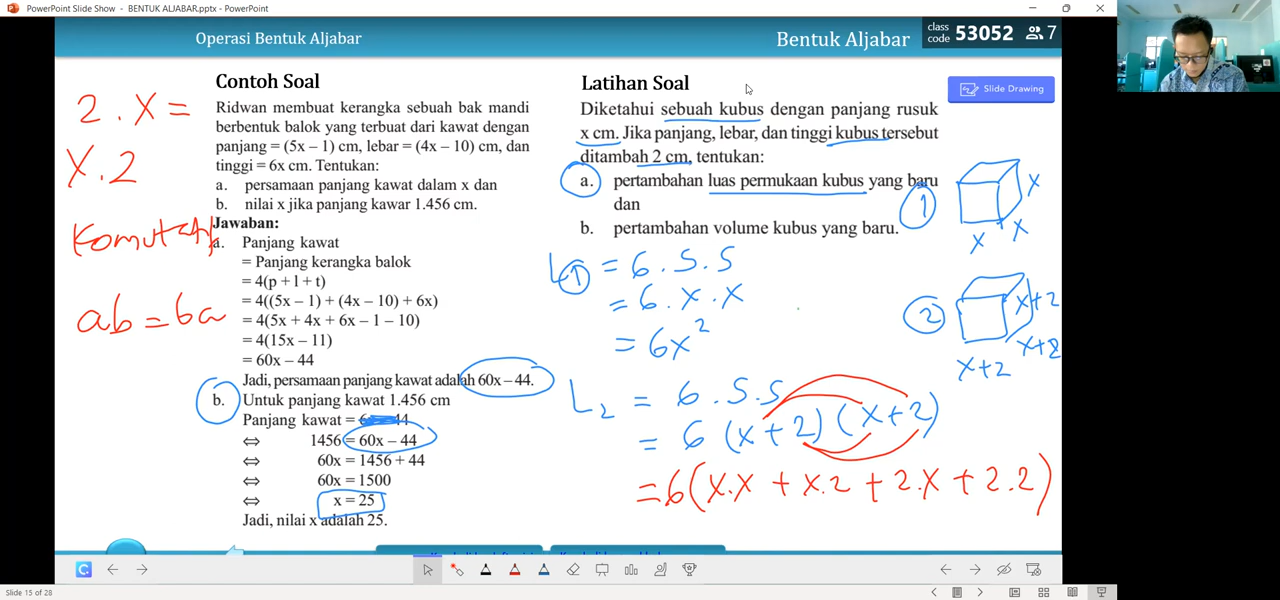 PowerPoint Slide Show - BENTUK ALJABAR.pptx - PowerPoint
Operasi Bentuk Aljabar
Bentuk Aljabar
class code 53052 7
Slide Drawing
2 . x =
x . 2
Komutatif
ab = ba
Contoh Soal
Ridwan membuat kerangka sebuah bak mandi
berbentuk balok yang terbuat dari kawat dengan
panjang = (5x – 1) cm, lebar = (4x – 10) cm, dan
tinggi = 6x cm. Tentukan:
a. persamaan panjang kawat dalam x dan
b. nilai x jika panjang kawar 1.456 cm.
Jawaban:
a. Panjang kawat
= Panjang kerangka balok
= 4(p + l + t)
= 4((5x – 1) + (4x – 10) + 6x)
= 4(5x + 4x + 6x – 1 – 10)
= 4(15x – 11)
= 60x – 44
Jadi, persamaan panjang kawat adalah 60x – 44.
b. Untuk panjang kawat 1.456 cm
Panjang kawat = 44
⇔ 1456 = 60x – 44
⇔ 60x = 1456 + 44
⇔ 60x = 1500
⇔ x = 25
Jadi, nilai x adalah 25.
Latihan Soal
Diketahui sebuah kubus dengan panjang rusuk
x cm. Jika panjang, lebar, dan tinggi kubus tersebut
ditambah 2 cm, tentukan:
a. pertambahan luas permukaan kubus yang baru
dan
b. pertambahan volume kubus yang baru.
L① = 6 . S . S
= 6 . x . x
= 6x²
L₂ = 6 . S . S
= 6 (x + 2) (x + 2)
= 6 (x.x + x.2 + 2.x + 2.2)
①
x
x
x
②
x+2
x+2
x+2
Slide 15 of 28